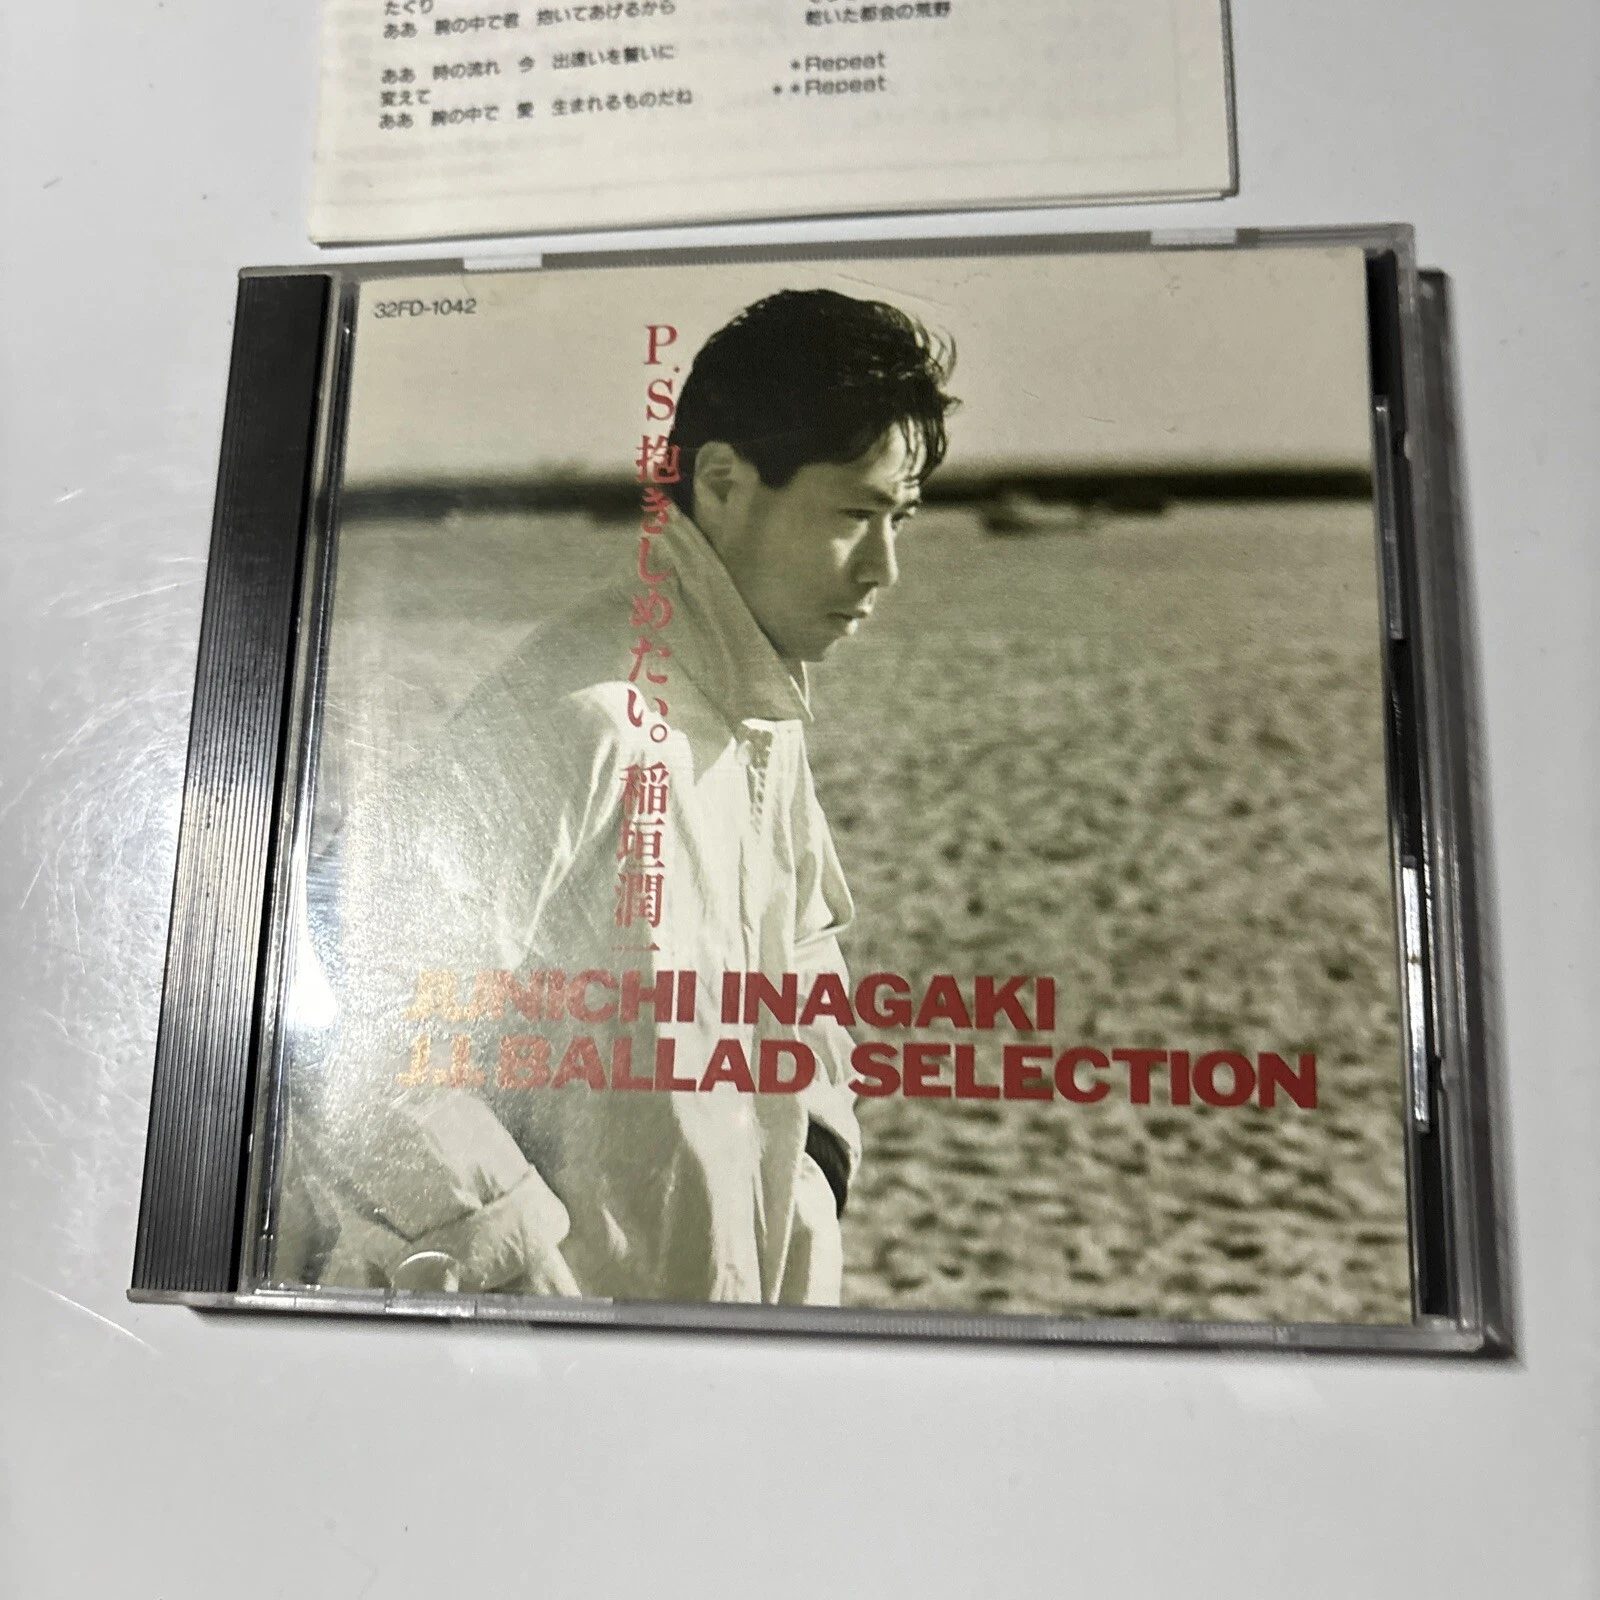 たぐり
ああ 腕の中で君 抱いてあげるから
ああ 時の流れ 今 出逢いを誓いに
変えて
ああ 腕の中で 愛 生まれるものだね
乾いた都会の荒野
*Repeat
**Repeat
32FD-1042
P.S.抱きしめたい。稲垣潤一
JUNICHI INAGAKI
J.I. BALLAD SELECTION